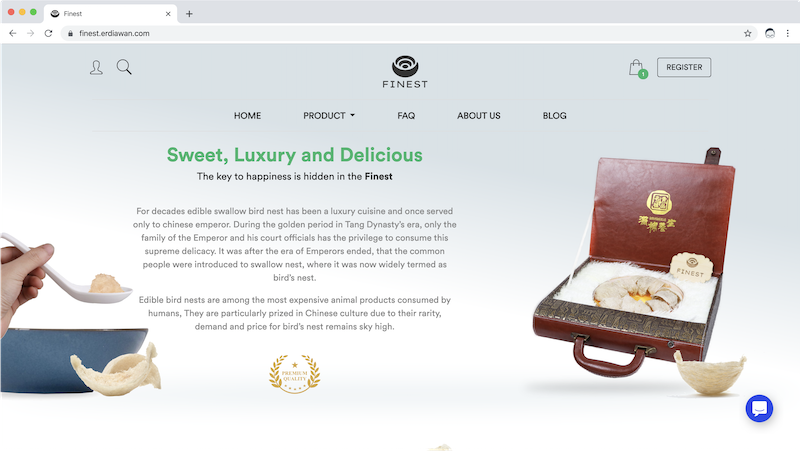 Finest
finest.erdiawan.com
FINEST
1
REGISTER
HOME
PRODUCT
FAQ
ABOUT US
BLOG
Sweet, Luxury and Delicious
The key to happiness is hidden in the Finest
For decades edible swallow bird nest has been a luxury cuisine and once served
only to chinese emperor. During the golden period in Tang Dynasty's era, only the
family of the Emperor and his court officials has the privilege to consume this
supreme delicacy. It was after the era of Emperors ended, that the common
people were introduced to swallow nest, where it was now widely termed as
bird's nest.
Edible bird nests are among the most expensive animal products consumed by
humans, They are particularly prized in Chinese culture due to their rarity,
demand and price for bird's nest remains sky high.
PREMIUM
QUALITY
FINEST